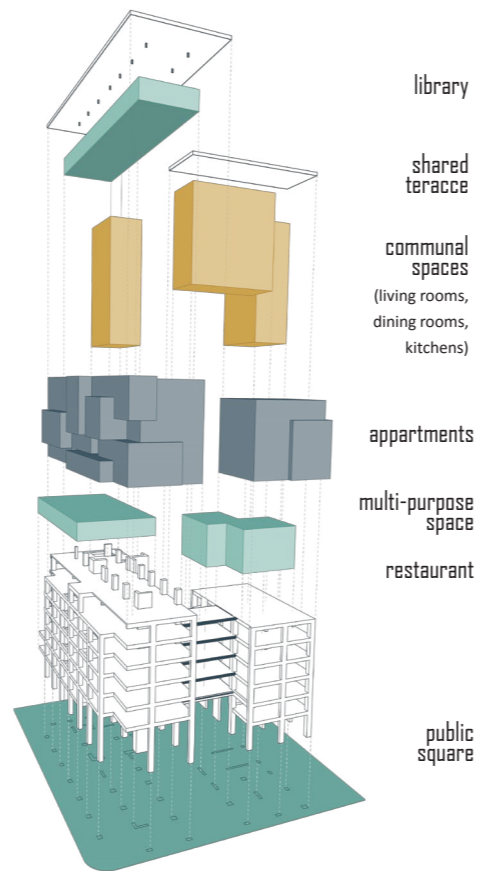 library
shared
teracce
communal
spaces
(living rooms,
dining rooms,
kitchens)
appartments
multi-purpose
space
restaurant
public
square